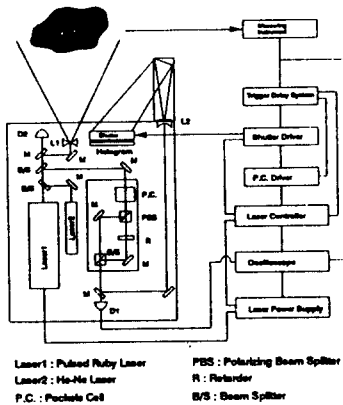 Measuring
Instrument
Trigger Delay System
Shutter Driver
P.C. Driver
Laser Controller
Oscilloscope
Laser Power Supply
L2
D2
L1
Shutter
Hologram
M
M
B/S
M
B/S
M
P.C.
M
PBS
R
B/S
M
Laser1
Laser2
M
D1
M
Laser1 : Pulsed Ruby Laser
Laser2 : He-Ne Laser
P.C. : Pockels Cell
PBS : Polarizing Beam Splitter
R : Retarder
B/S : Beam Splitter